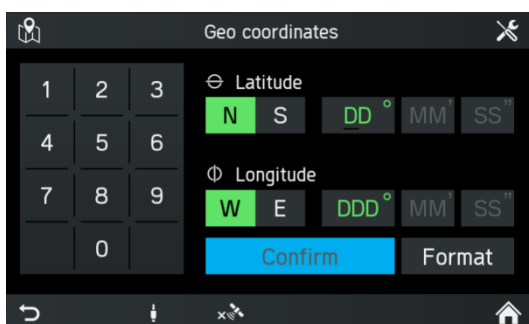 Geo coordinates
1 2 3
4 5 6
7 8 9
0
Latitude
N S DD° MM' SS"
Longitude
W E DDD° MM' SS"
Confirm Format